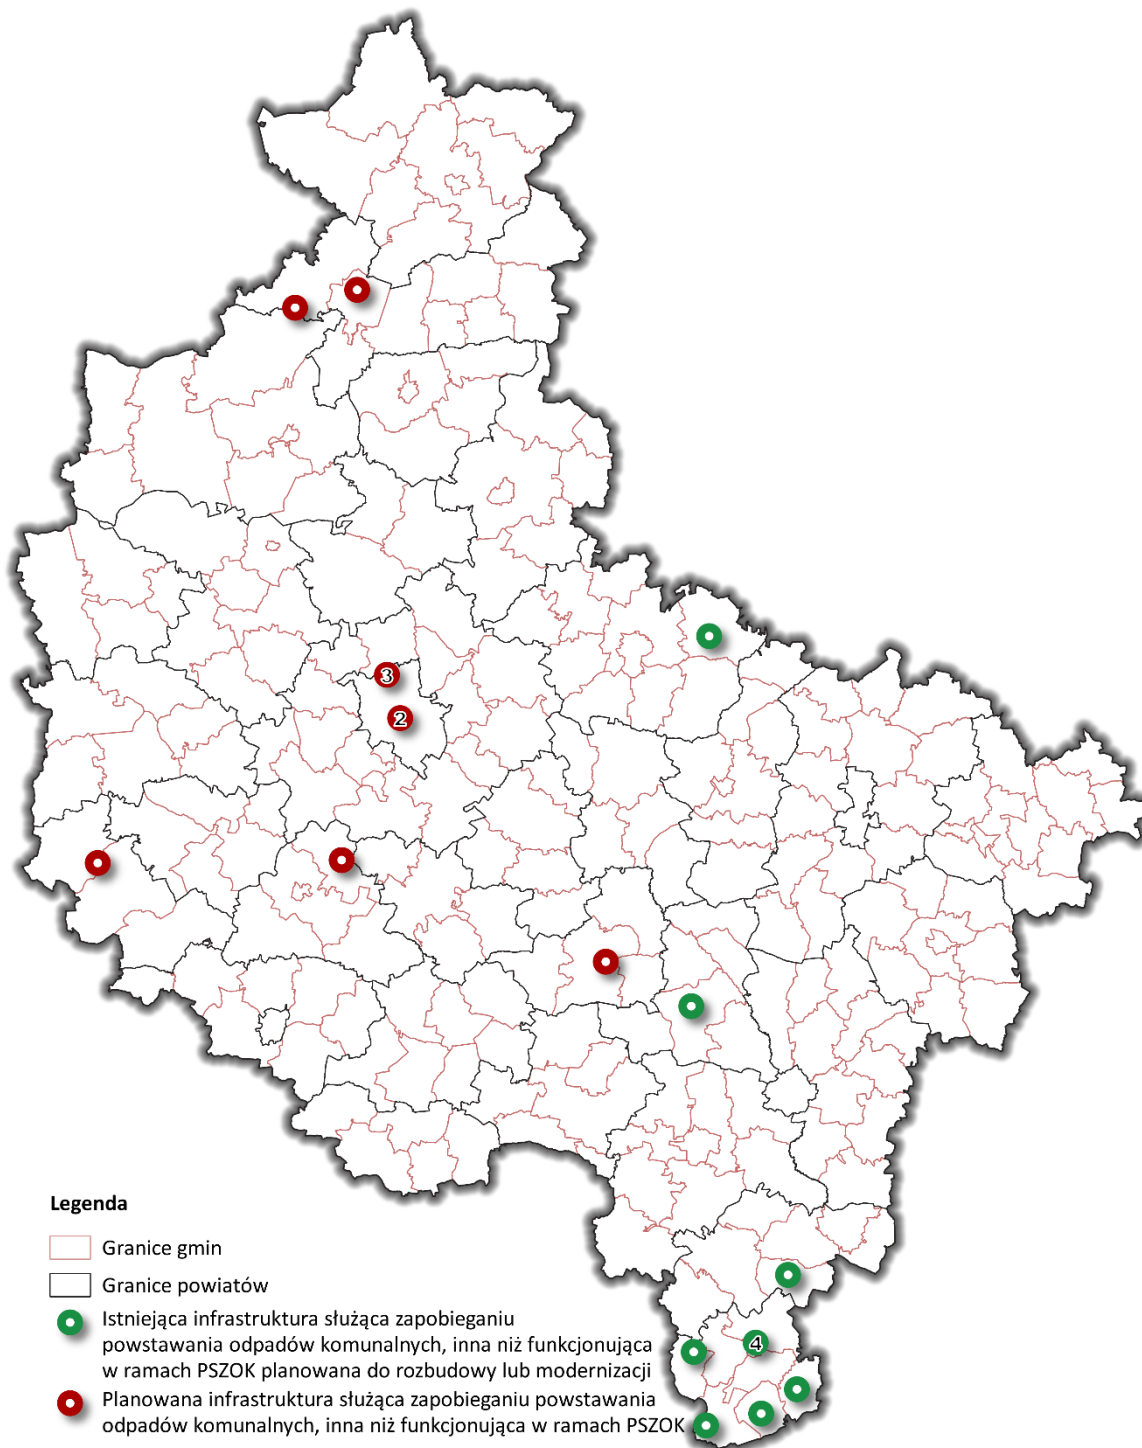 3
2
4
Legenda
Granice gmin
Granice powiatów
Istniejąca infrastruktura służąca zapobieganiu
powstawania odpadów komunalnych, inna niż funkcjonująca
w ramach PSZOK planowana do rozbudowy lub modernizacji
Planowana infrastruktura służąca zapobieganiu powstawania
odpadów komunalnych, inna niż funkcjonująca w ramach PSZOK